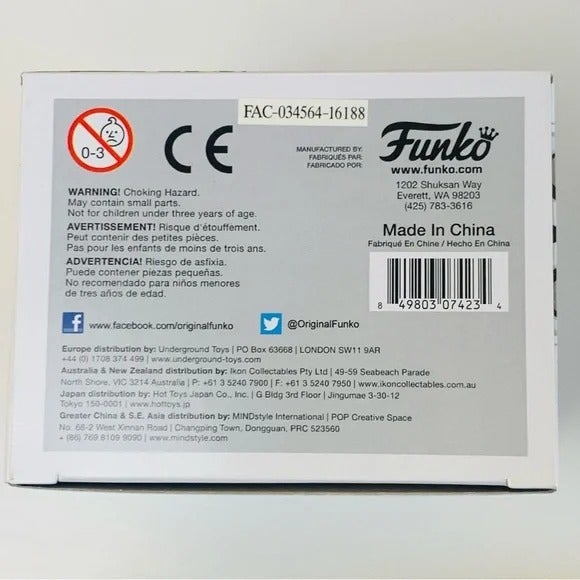 FAC-034564-16188
0-3
CE
MANUFACTURED BY:
FABRIQUÉS PAR:
FABRICADO POR:
Funko
www.funko.com
1202 Shuksan Way
Everett, WA 98203
(425) 783-3616
Made In China
Fabriqué En Chine / Hecho En China
8 49803 07423 4
WARNING! Choking Hazard.
May contain small parts.
Not for children under three years of age.
AVERTISSEMENT! Risque d'étouffement.
Peut contenir des petites pièces.
Pas pour les enfants de moins de trois ans.
ADVERTENCIA! Riesgo de asfixia.
Puede contener piezas pequeñas.
No recomendado para niños menores
de tres años de edad.
www.facebook.com/originalfunko
@OriginalFunko
Europe distribution by: Underground Toys | PO Box 63668 | LONDON SW11 9AR
+44 (0) 1708 374 499 | www.underground-toys.com
Australia & New Zealand distribution by: Ikon Collectables Pty Ltd | 49-59 Seabeach Parade
North Shore, VIC 3214 Australia | P: +61 3 5240 7900 | F: +61 3 5240 7950 | www.ikoncollectables.com.au
Japan distribution by: Hot Toys Japan Co., Inc. | G Bldg 3rd Floor | Jingumae 3-30-12
Tokyo 150-0001 | www.hottoys.jp
Greater China & S.E. Asia distribution by: MINDstyle International | POP Creative Space
No. 66-2 West Xinnan Road | Changping Town, Dongguan, PRC 523560
+ (86) 769 8109 9090 | www.mindstyle.com